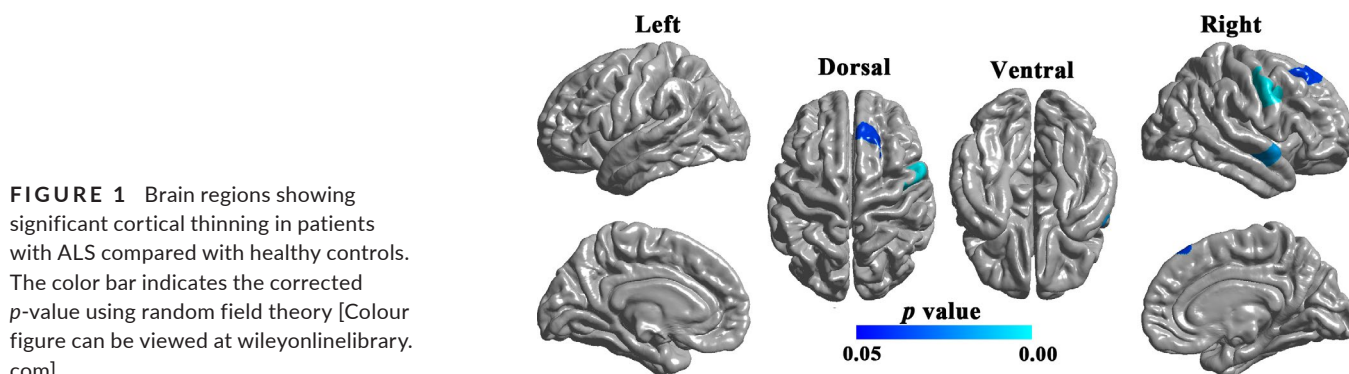 FIGURE 1 Brain regions showing
significant cortical thinning in patients
with ALS compared with healthy controls.
The color bar indicates the corrected
p-value using random field theory [Colour
figure can be viewed at wileyonlinelibrary.
com]
Left
Right
Dorsal
Ventral
p value
0.05
0.00